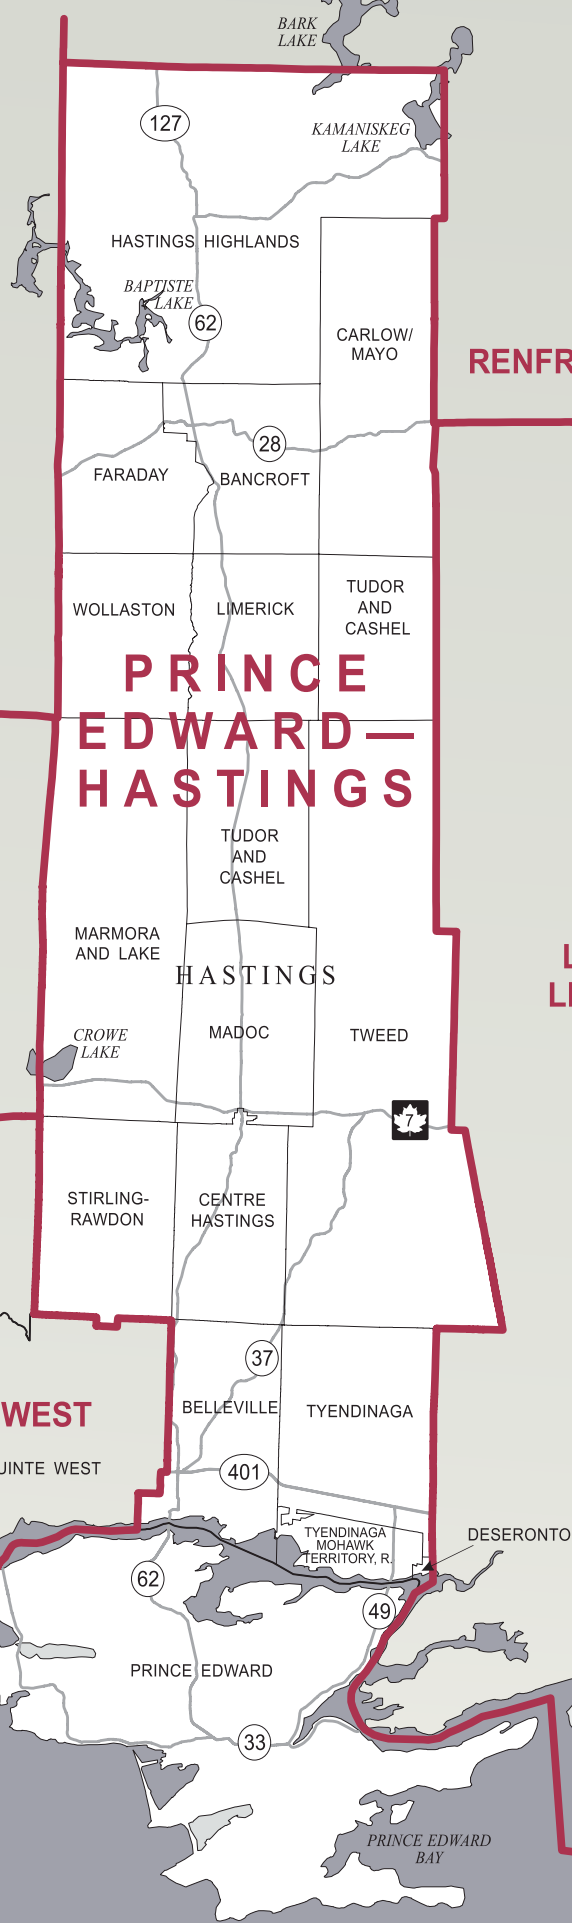 BARK
LAKE
127
KAMANISKEG
LAKE
HASTINGS HIGHLANDS
BAPTISTE
LAKE
62
CARLOW/
MAYO
RENFR
28
FARADAY
BANCROFT
WOLLASTON
LIMERICK
TUDOR
AND
CASHEL
PRINCE
EDWARD—
HASTINGS
TUDOR
AND
CASHEL
MARMORA
AND LAKE
L
LE
HASTINGS
CROWE
LAKE
MADOC
TWEED
7
STIRLING-
RAWDON
CENTRE
HASTINGS
37
WEST
BELLEVILLE
TYENDINAGA
UINTE WEST
401
TYENDINAGA
MOHAWK
TERRITORY, R.
DESERONTO
62
49
PRINCE EDWARD
33
PRINCE EDWARD
BAY